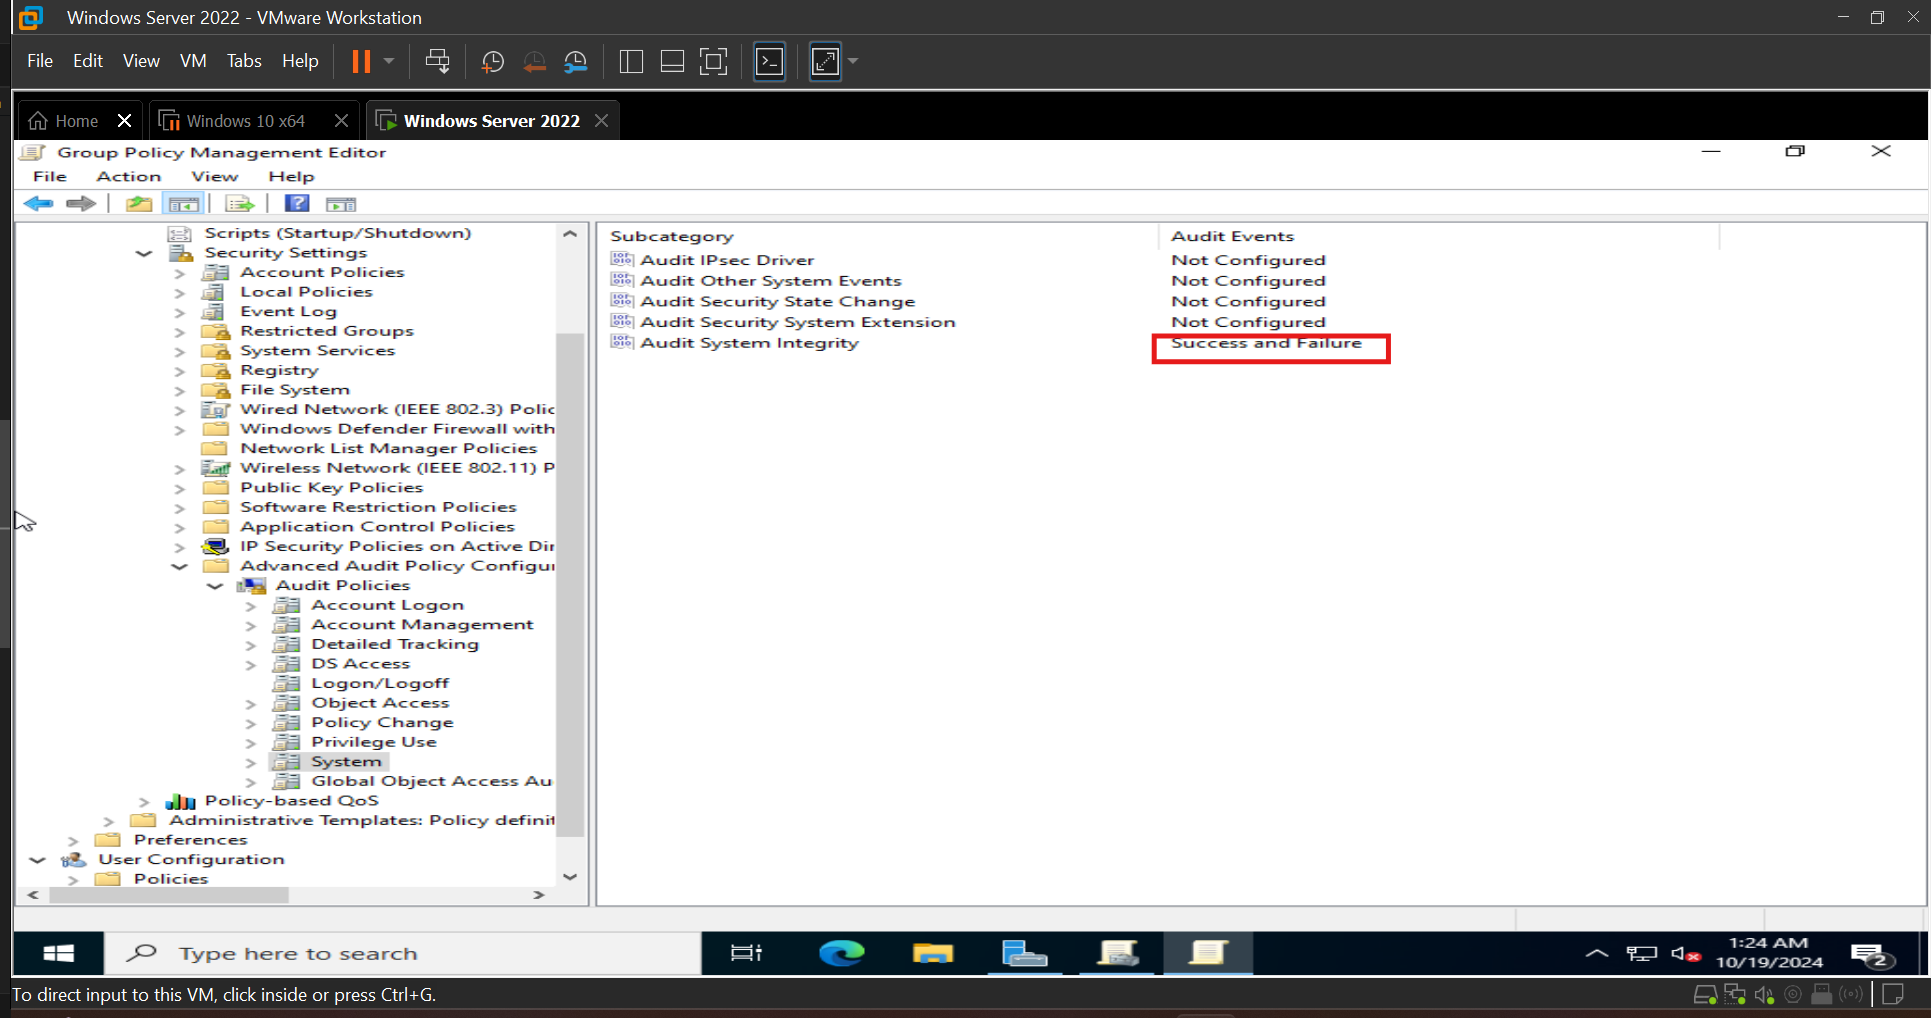 Windows Server 2022 - VMware Workstation
File Edit View VM Tabs Help
Home
Windows 10 x64
Windows Server 2022
Group Policy Management Editor
File Action View Help
Scripts (Startup/Shutdown)
Security Settings
Account Policies
Local Policies
Event Log
Restricted Groups
System Services
Registry
File System
Wired Network (IEEE 802.3) Polic
Windows Defender Firewall with
Network List Manager Policies
Wireless Network (IEEE 802.11) P
Public Key Policies
Software Restriction Policies
Application Control Policies
IP Security Policies on Active Dir
Advanced Audit Policy Configur
Audit Policies
Account Logon
Account Management
Detailed Tracking
DS Access
Logon/Logoff
Object Access
Policy Change
Privilege Use
System
Global Object Access Au
Policy-based QoS
Administrative Templates: Policy definit
Preferences
User Configuration
Policies
Subcategory Audit Events
Audit IPsec Driver Not Configured
Audit Other System Events Not Configured
Audit Security State Change Not Configured
Audit Security System Extension Not Configured
Audit System Integrity Success and Failure
Type here to search
1:24 AM
10/19/2024
2
To direct input to this VM, click inside or press Ctrl+G.